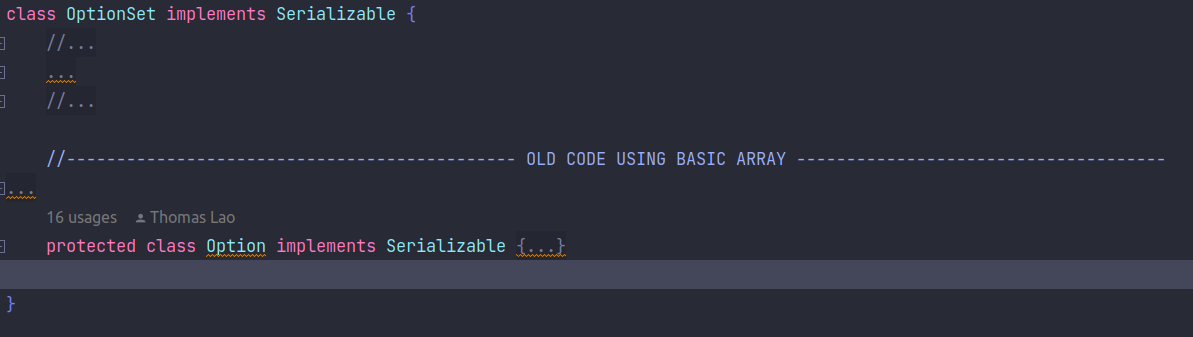 class OptionSet implements Serializable {
//...
...
//...
//--------------------------------------------- OLD CODE USING BASIC ARRAY -------------------------------------
...
16 usages Thomas Lao
protected class Option implements Serializable {...}
}